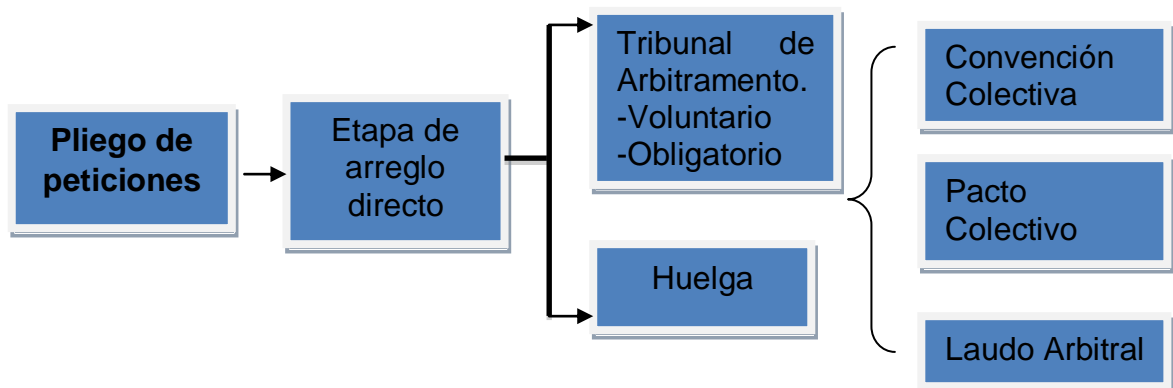 Pliego de
peticiones
Etapa de
arreglo
directo
Tribunal de
Arbitramento.
-Voluntario
-Obligatorio
Huelga
Convención
Colectiva
Pacto
Colectivo
Laudo Arbitral